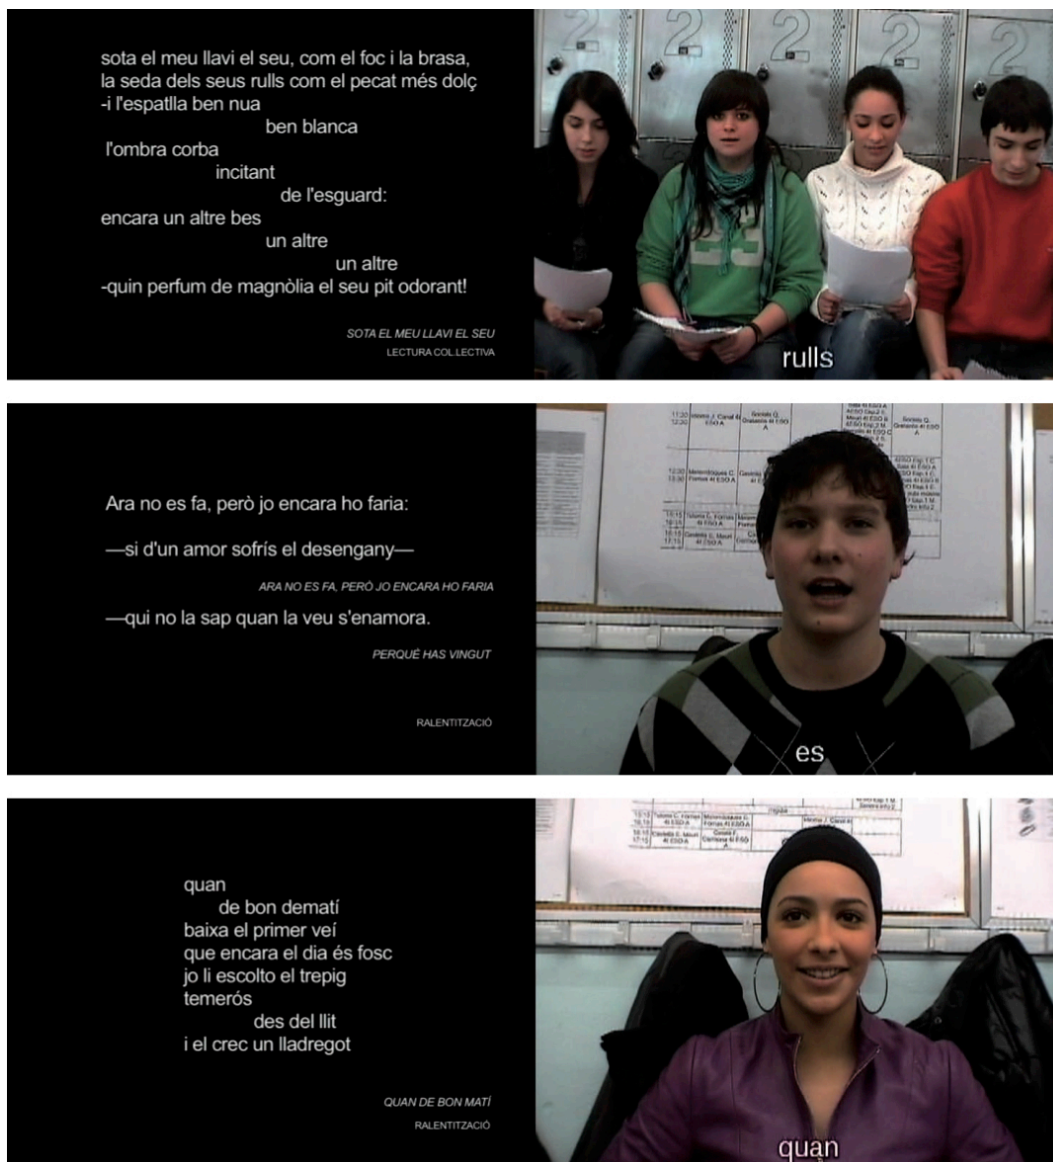 sota el meu llavi el seu, com el foc i la brasa,
la seda dels seus rulls com el pecat més dolç
-i l'espatlla ben nua
ben blanca
l'ombra corba
incitant
de l'esguard:
encara un altre bes
un altre
un altre
-quin perfum de magnòlia el seu pit odorant!
SOTA EL MEU LLAVI EL SEU
LECTURA COL.LECTIVA
2 2 2 2
rulls
Ara no es fa, però jo encara ho faria:
—si d'un amor sofrís el desengany—
ARA NO ES FA, PERÒ JO ENCARA HO FARIA
—qui no la sap quan la veu s'enamora.
PERQUÈ HAS VINGUT
RALENTITZACIÓ
es
quan
de bon dematí
baixa el primer veí
que encara el dia és fosc
jo li escolto el trepig
temerós
des del llit
i el crec un lladregot
QUAN DE BON MATÍ
RALENTITZACIÓ
quan